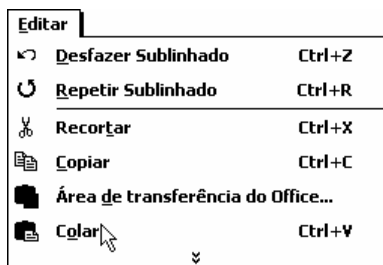 Editar
Desfazer Sublinhado Ctrl+Z
Repetir Sublinhado Ctrl+R
Recortar Ctrl+X
Copiar Ctrl+C
Área de transferência do Office...
Colar Ctrl+V